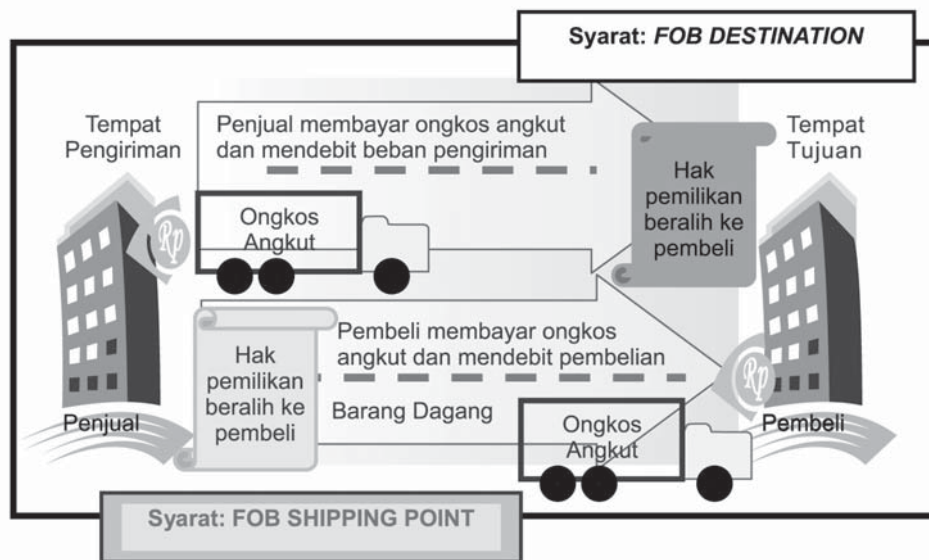 Syarat: FOB DESTINATION
Tempat
Pengiriman
Penjual membayar ongkos angkut
dan mendebit beban pengiriman
Tempat
Tujuan
Hak
pemilikan
beralih ke
pembeli
Rp
Ongkos
Angkut
Hak
pemilikan
beralih ke
pembeli
Pembeli membayar ongkos
angkut dan mendebit pembelian
Rp
Barang Dagang
Ongkos
Angkut
Penjual
Pembeli
Syarat: FOB SHIPPING POINT